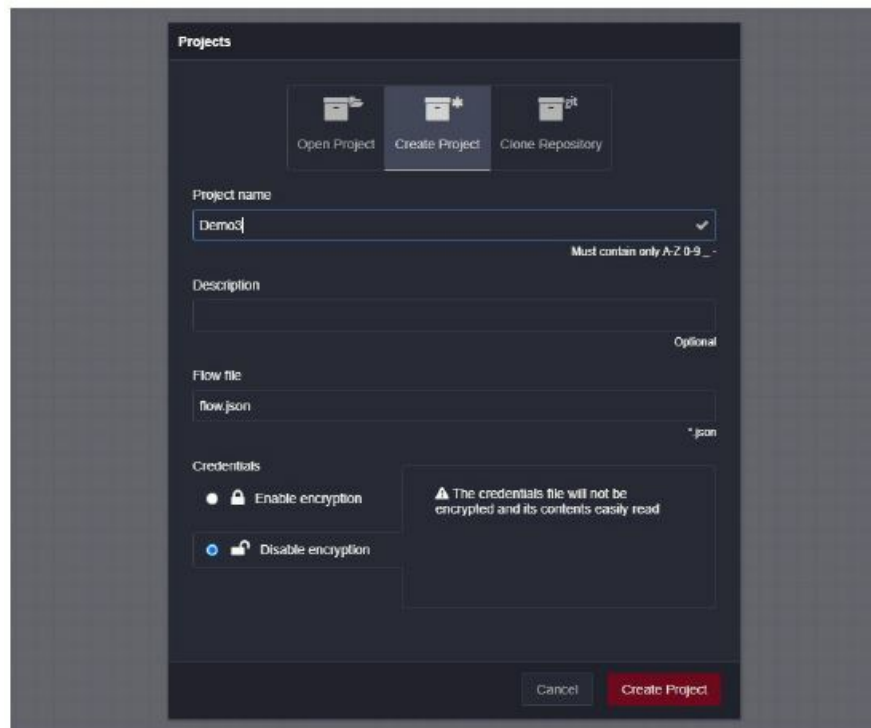 Projects
git
Open Project Create Project Clone Repository
Project name
Demo3
Must contain only A-Z 0-9 _ -
Description
Optional
Flow file
flow.json
*.json
Credentials
Enable encryption
Disable encryption
The credentials file will not be
encrypted and its contents easily read
Cancel Create Project